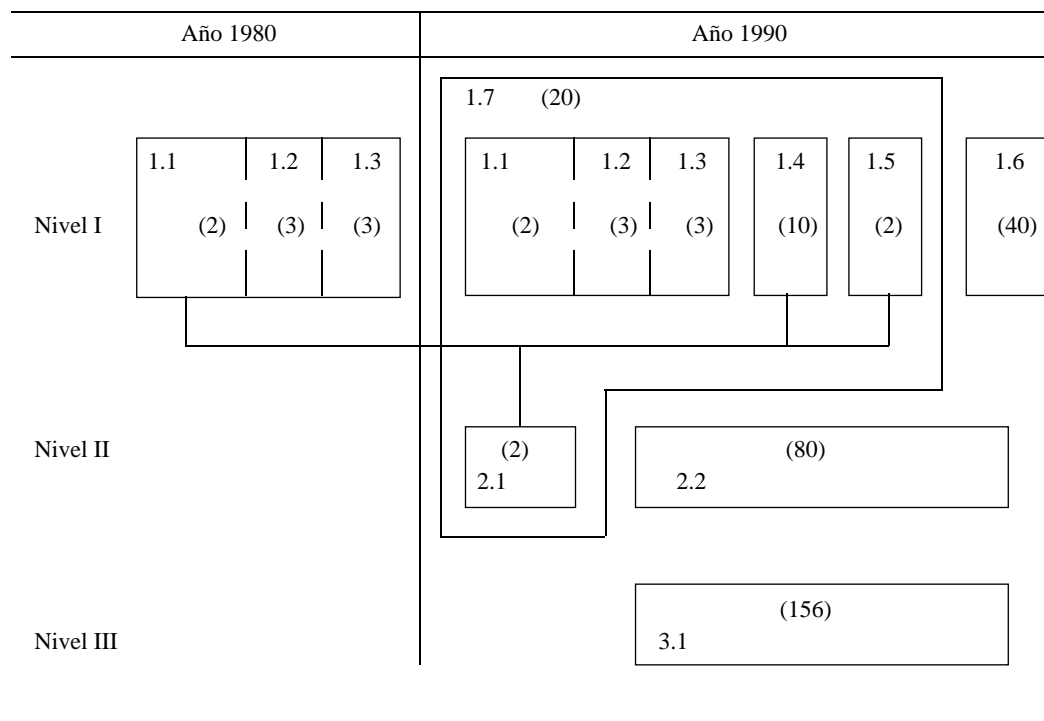 Año 1980 Año 1990
1.7 (20)
1.1 1.2 1.3 1.1 1.2 1.3 1.4 1.5 1.6
Nivel I (2) (3) (3) (2) (3) (3) (10) (2) (40)
Nivel II (2) (80)
2.1 2.2
(156)
Nivel III 3.1